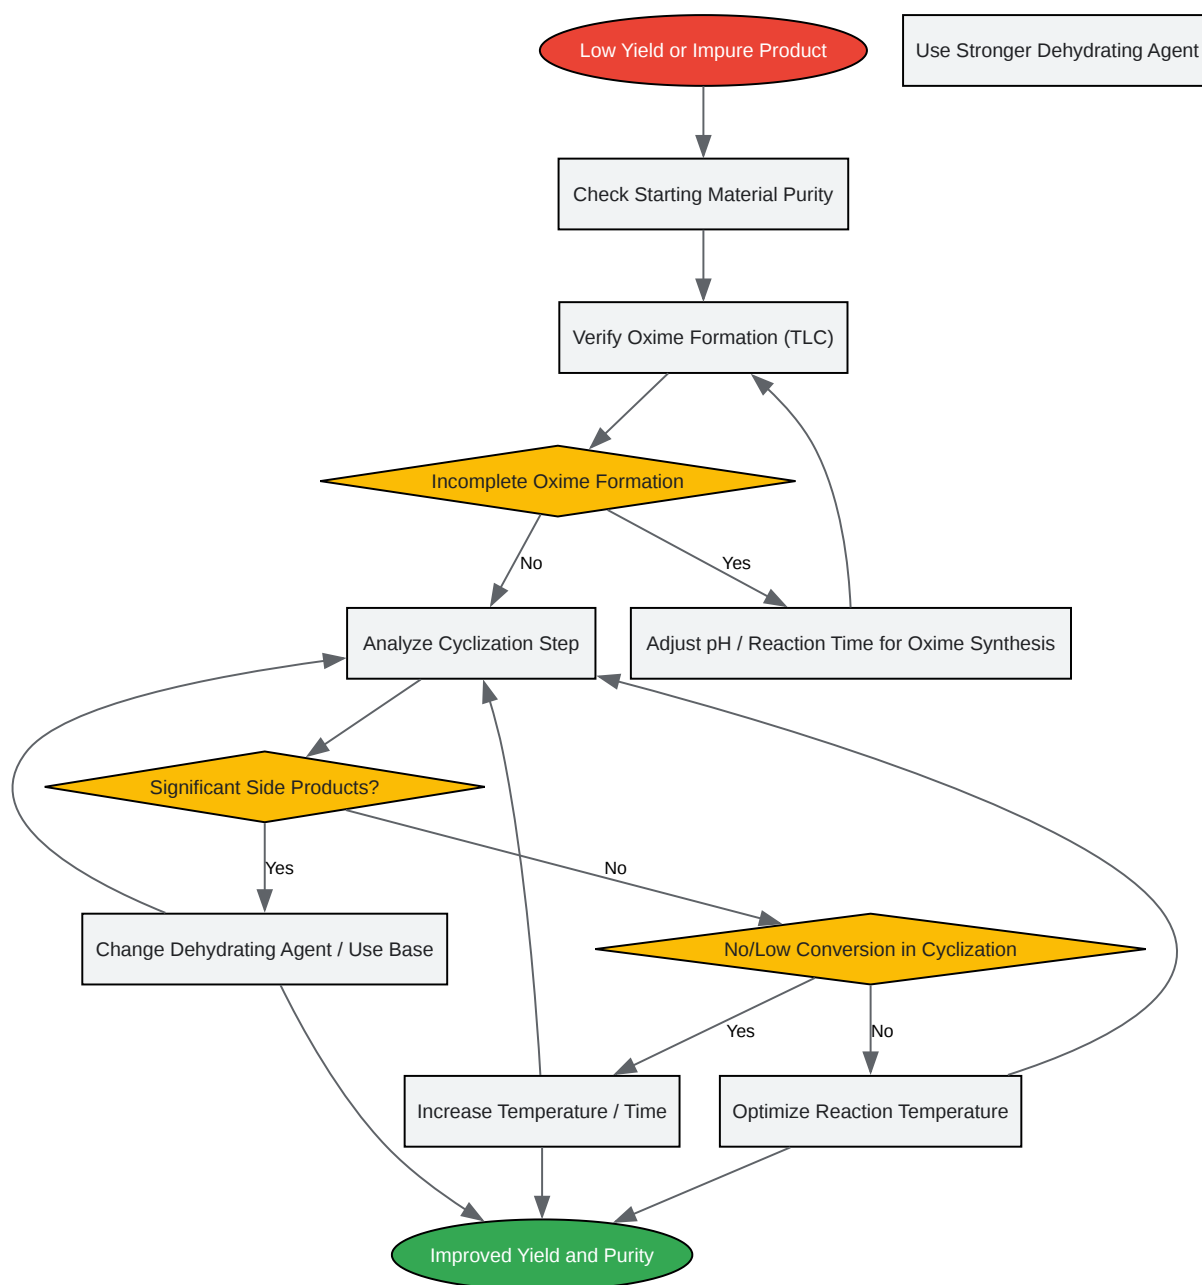 Low Yield or Impure Product
Use Stronger Dehydrating Agent
Check Starting Material Purity
Verify Oxime Formation (TLC)
Incomplete Oxime Formation
No
Yes
Analyze Cyclization Step
Adjust pH / Reaction Time for Oxime Synthesis
Significant Side Products?
Yes
No
Change Dehydrating Agent / Use Base
No/Low Conversion in Cyclization
Yes
No
Increase Temperature / Time
Optimize Reaction Temperature
Improved Yield and Purity